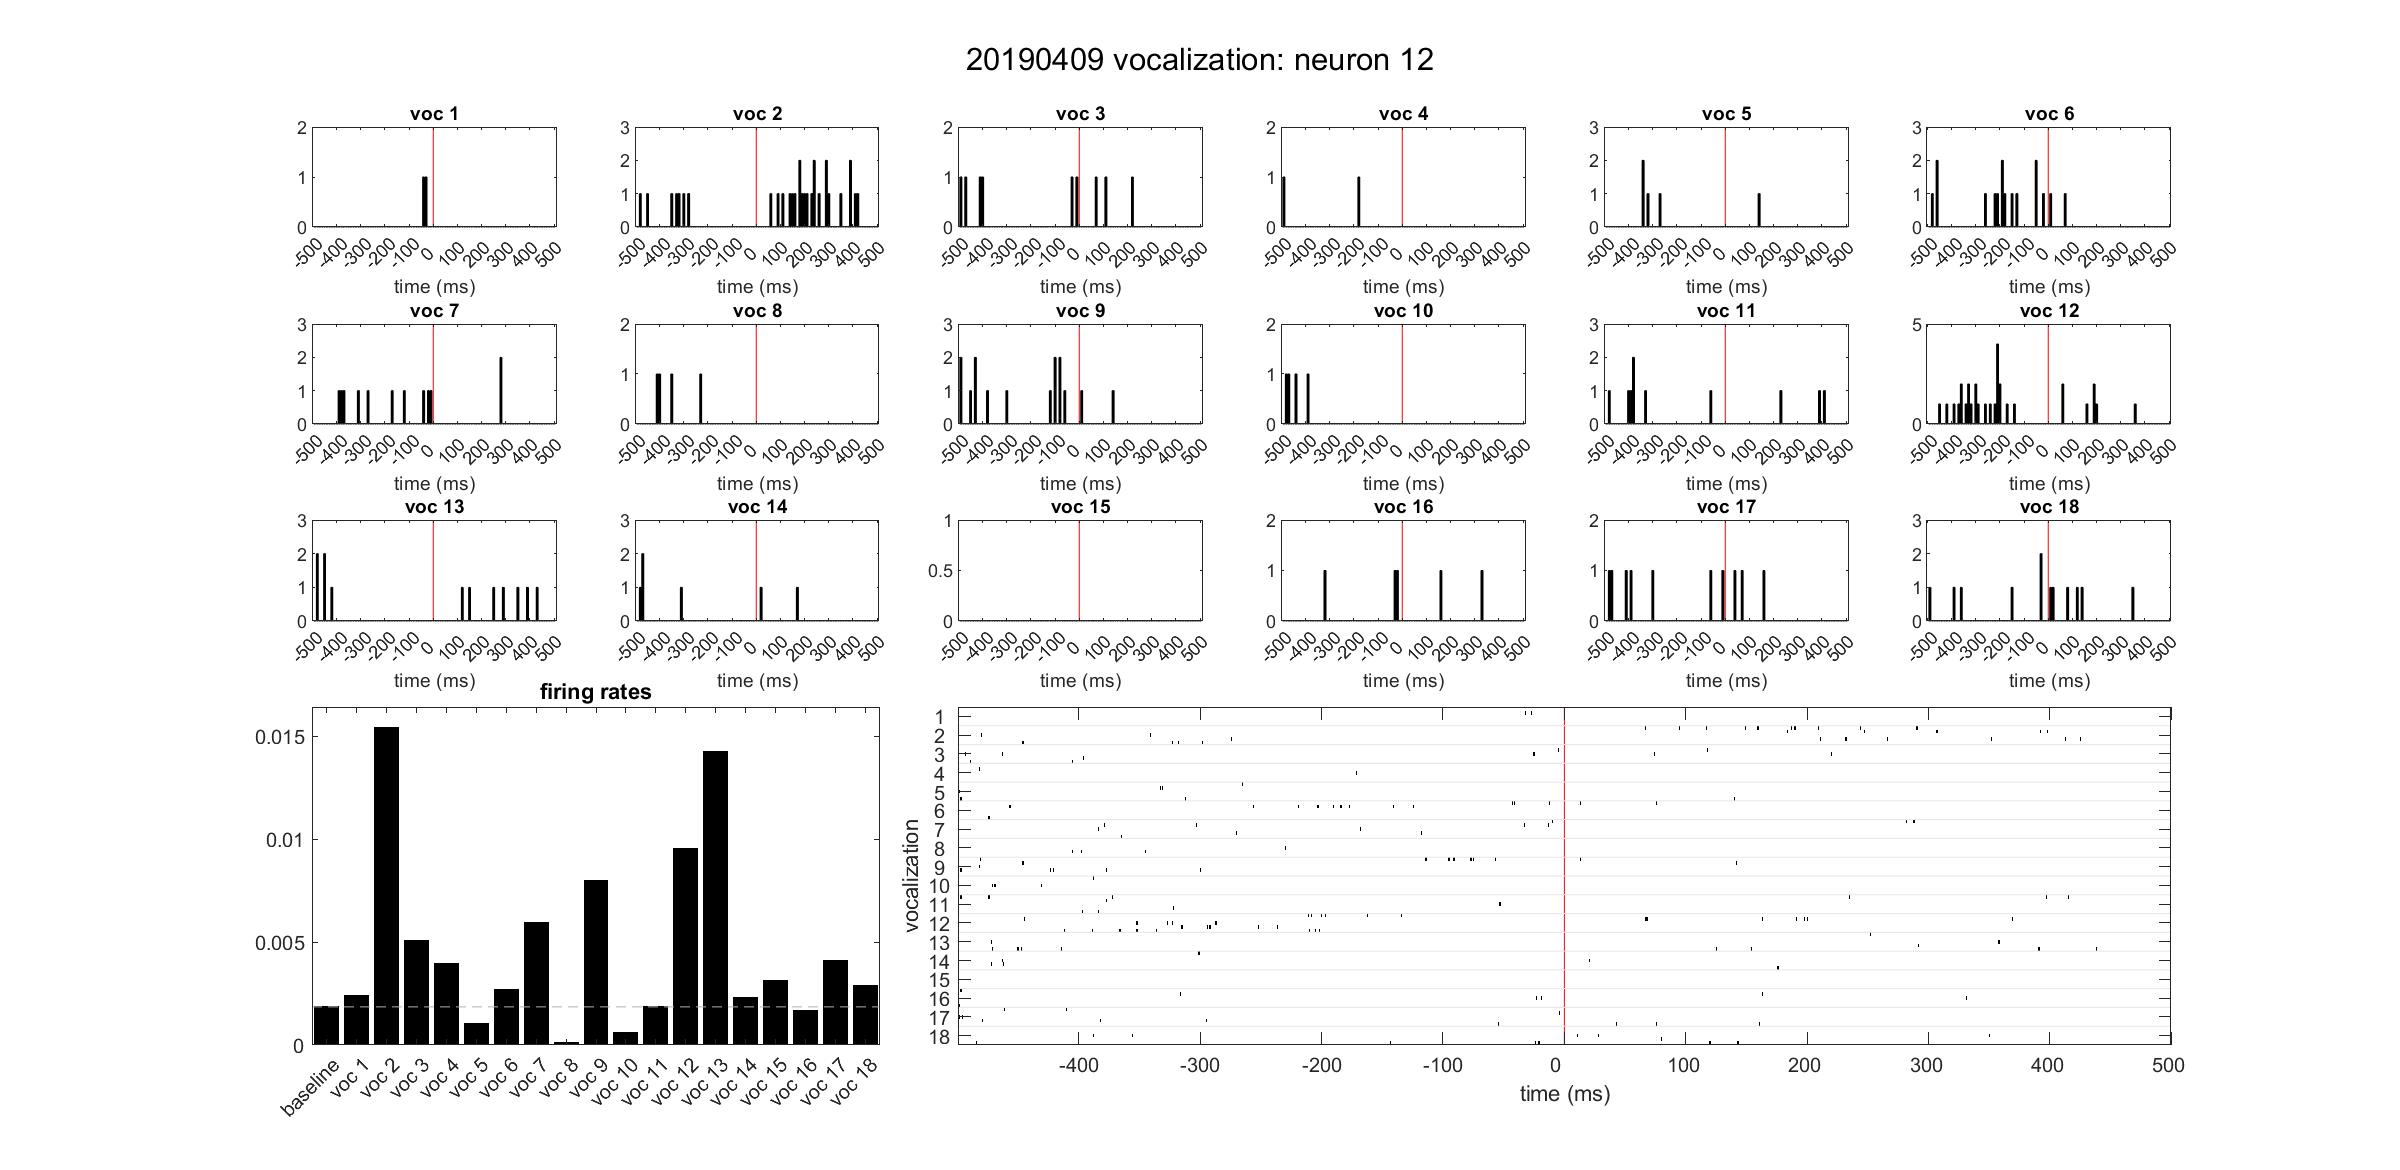 20190409 vocalization: neuron 12
voc 1 voc 2 voc 3 voc 4 voc 5 voc 6
2 3 2 2 3 3
2 2 2
1 1 1 1 1 1
0 0 0 0 0 0
-500 -400 -300 -200 -100 0 100 200 300 400 500 -500 -400 -300 -200 -100 0 100 200 300 400 500 -500 -400 -300 -200 -100 0 100 200 300 400 500 -500 -400 -300 -200 -100 0 100 200 300 400 500 -500 -400 -300 -200 -100 0 100 200 300 400 500 -500 -400 -300 -200 -100 0 100 200 300 400 500
time (ms) time (ms) time (ms) time (ms) time (ms) time (ms)
voc 7 voc 8 voc 9 voc 10 voc 11 voc 12
3 2 3 2 3 5
2 2 2
1 1 1 1 1
0 0 0 0 0 0
-500 -400 -300 -200 -100 0 100 200 300 400 500 -500 -400 -300 -200 -100 0 100 200 300 400 500 -500 -400 -300 -200 -100 0 100 200 300 400 500 -500 -400 -300 -200 -100 0 100 200 300 400 500 -500 -400 -300 -200 -100 0 100 200 300 400 500 -500 -400 -300 -200 -100 0 100 200 300 400 500
time (ms) time (ms) time (ms) time (ms) time (ms) time (ms)
voc 13 voc 14 voc 15 voc 16 voc 17 voc 18
3 3 1 2 2 3
2 2 2
1 1 0.5 1 1 1
0 0 0 0 0 0
-500 -400 -300 -200 -100 0 100 200 300 400 500 -500 -400 -300 -200 -100 0 100 200 300 400 500 -500 -400 -300 -200 -100 0 100 200 300 400 500 -500 -400 -300 -200 -100 0 100 200 300 400 500 -500 -400 -300 -200 -100 0 100 200 300 400 500 -500 -400 -300 -200 -100 0 100 200 300 400 500
time (ms) time (ms) time (ms) time (ms) time (ms) time (ms)
firing rates
0.015
0.01
0.005
0
baseline voc 1 voc 2 voc 3 voc 4 voc 5 voc 6 voc 7 voc 8 voc 9 voc 10 voc 11 voc 12 voc 13 voc 14 voc 15 voc 16 voc 17 voc 18
vocalization
1
2
3
4
5
6
7
8
9
10
11
12
13
14
15
16
17
18
-400 -300 -200 -100 0 100 200 300 400 500
time (ms)